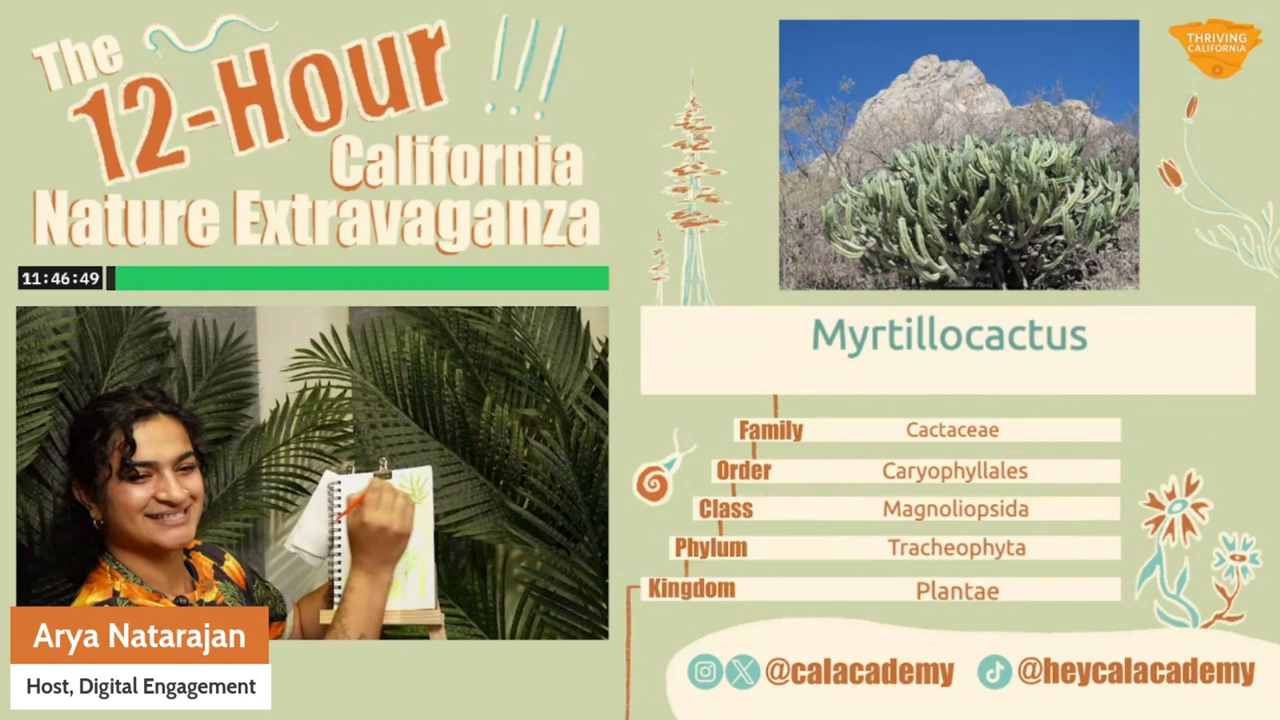 The
12-Hour!!!
California
Nature Extravaganza
11:46:49
Arya Natarajan
Host, Digital Engagement
THRIVING
CALIFORNIA
Myrtillocactus
Family Cactaceae
Order Caryophyllales
Class Magnoliopsida
Phylum Tracheophyta
Kingdom Plantae
@calacademy @heycalacademy